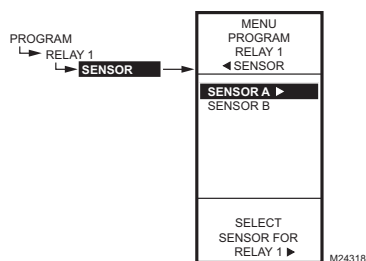 PROGRAM
RELAY 1
SENSOR
MENU
PROGRAM
RELAY 1
◄ SENSOR
SENSOR A ►
SENSOR B
SELECT
SENSOR FOR
RELAY 1 ►
M24318